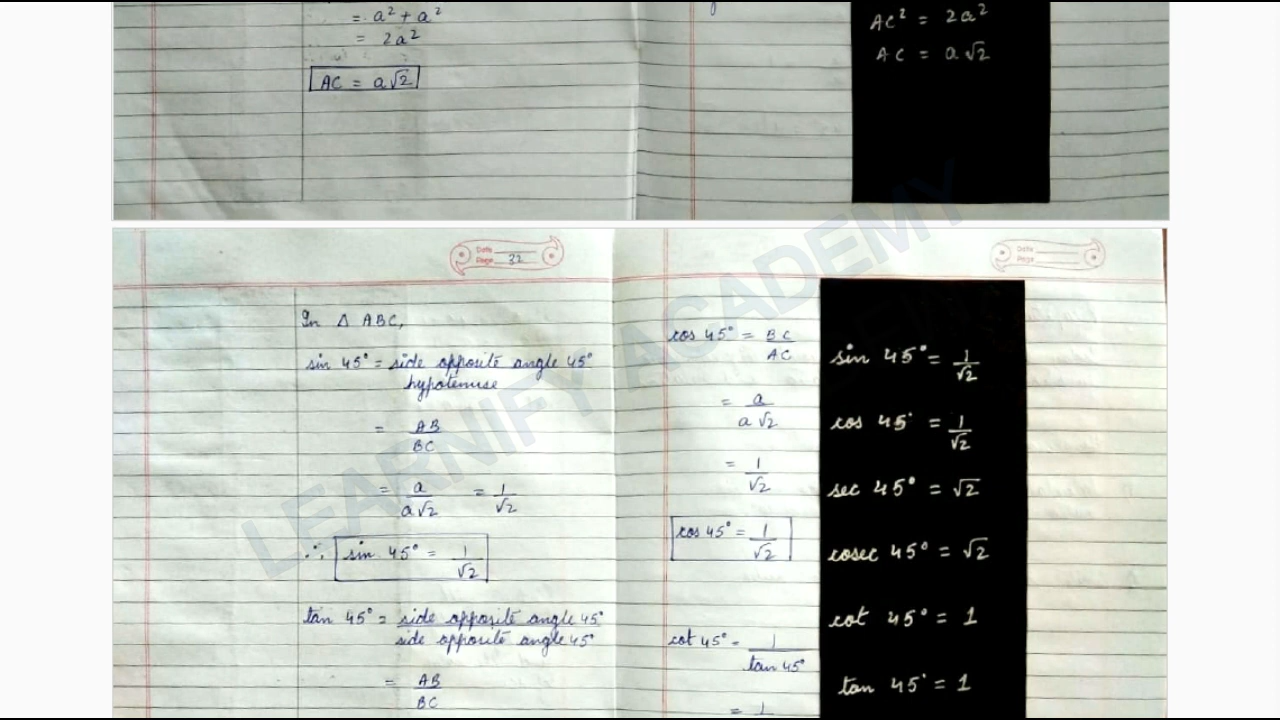 = a² + a²
= 2a²
AC = a√2
AC² = 2a²
AC = a√2
Date
Page 32
In Δ ABC,
sin 45° = side opposite angle 45°
hypotenuse
= AB
BC
= a = 1
a√2 √2
∴ sin 45° = 1
√2
tan 45° = side opposite angle 45°
side opposite angle 45°
= AB
BC
Date
Page
cos 45° = BC
AC
= a
a√2
= 1
√2
cos 45° = 1
√2
cot 45° = 1
tan 45°
= 1
sin 45° = 1
√2
cos 45° = 1
√2
sec 45° = √2
cosec 45° = √2
cot 45° = 1
tan 45° = 1
LEARNIFY ACADEMY